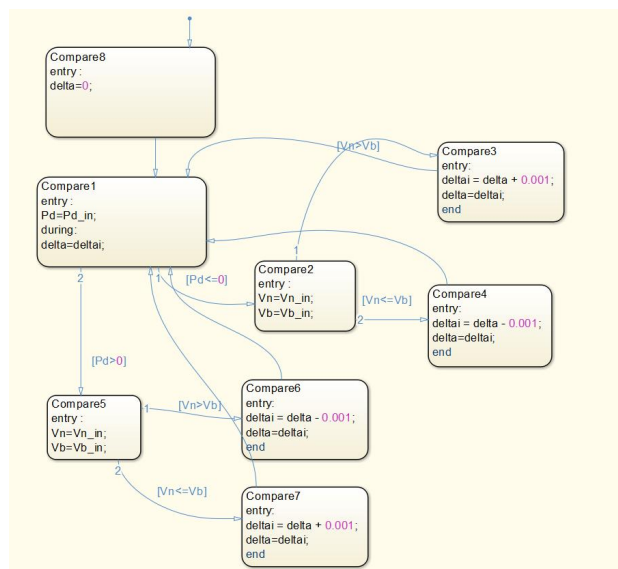 Compare8
entry :
delta=0;
[Vn>Vb]
Compare3
entry:
deltai = delta + 0.001;
delta=deltai;
end
Compare1
entry :
Pd=Pd_in;
during:
delta=deltai;
2
1
[Pd<=0]
1
Compare2
entry :
Vn=Vn_in;
Vb=Vb_in;
2
[Vn<=Vb]
Compare4
entry:
deltai = delta - 0.001;
delta=deltai;
end
[Pd>0]
Compare5
entry :
Vn=Vn_in;
Vb=Vb_in;
1
[Vn>Vb]
2
[Vn<=Vb]
Compare6
entry:
deltai = delta - 0.001;
delta=deltai;
end
Compare7
entry:
deltai = delta + 0.001;
delta=deltai;
end